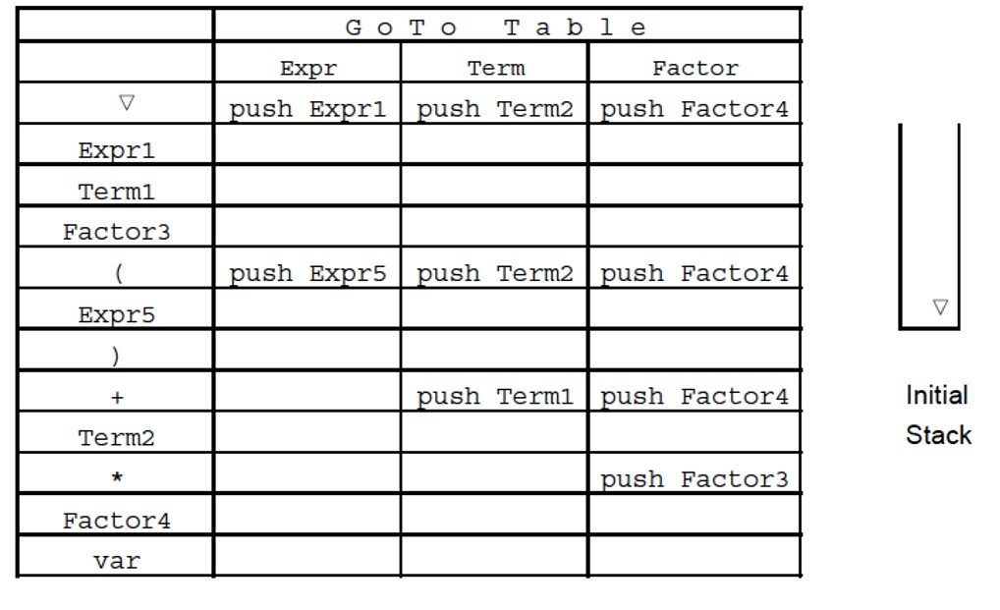 GoTo Table
Expr Term Factor
▽ push Expr1 push Term2 push Factor4
Expr1
Term1
Factor3
( push Expr5 push Term2 push Factor4
Expr5
)
+ push Term1 push Factor4
Term2
* push Factor3
Factor4
var
▽
Initial
Stack